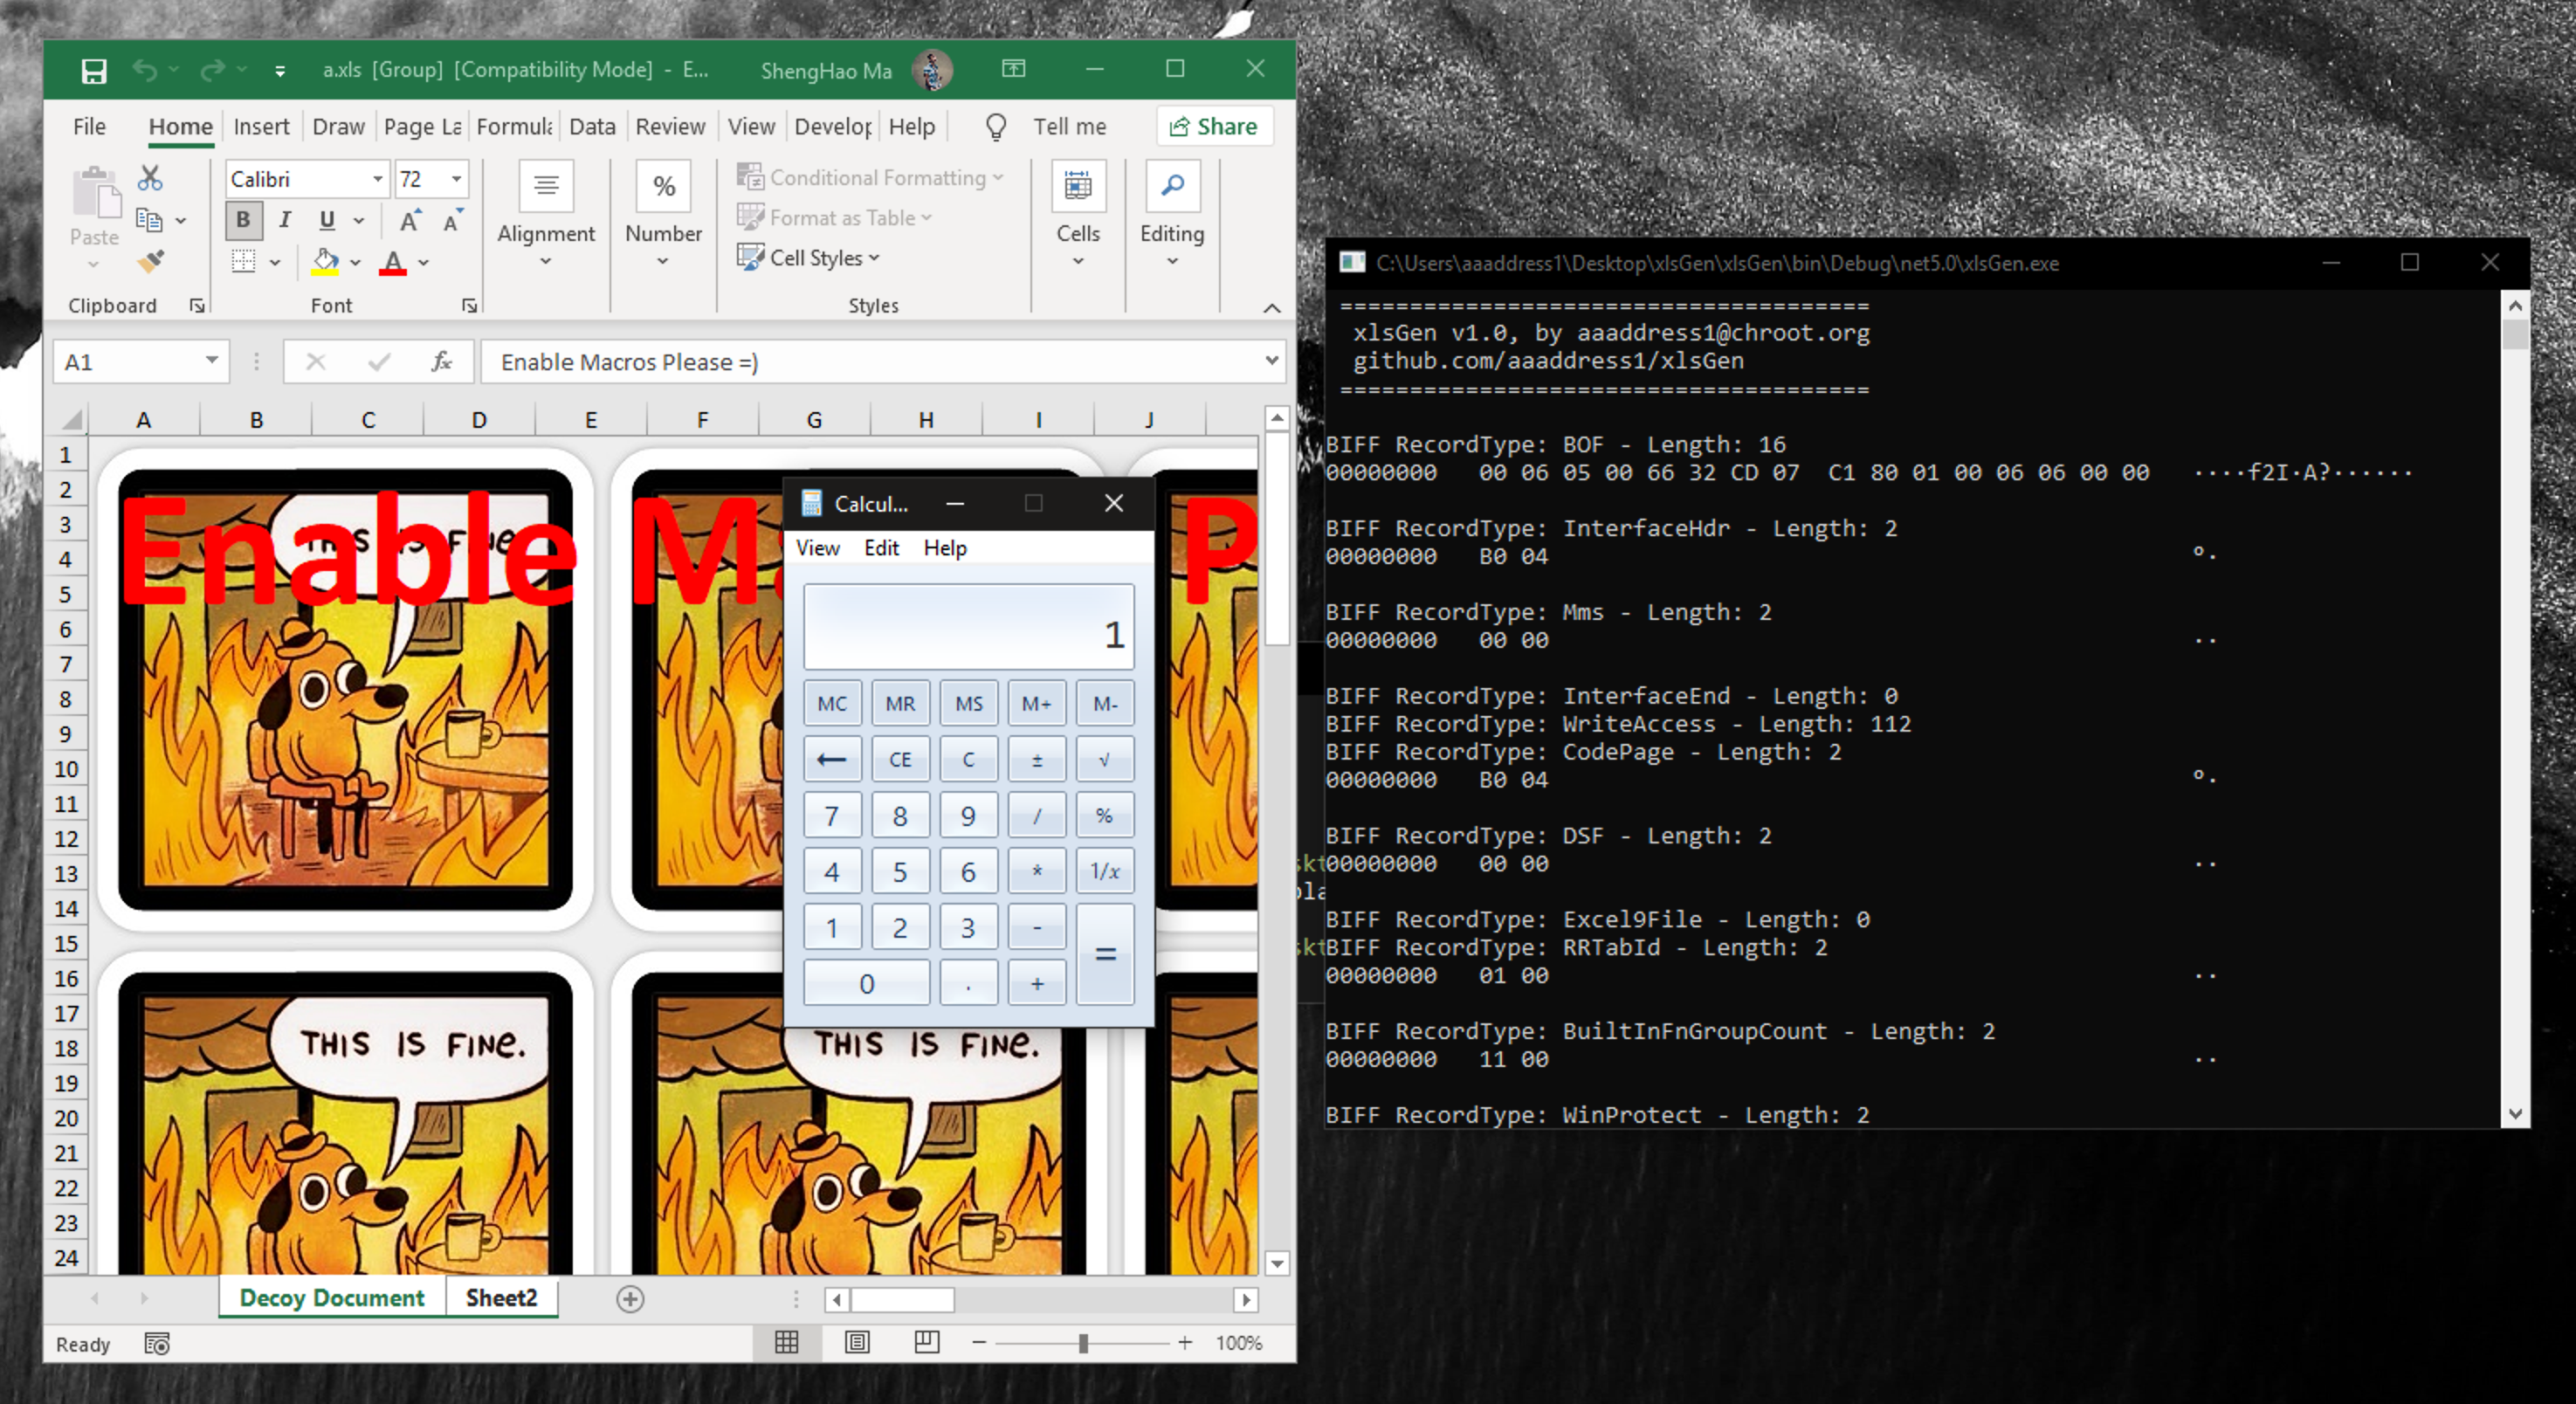 a.xls [Group] [Compatibility Mode] - E...
ShengHao Ma
File Home Insert Draw Page La Formula Data Review View Develop Help Tell me Share
Calibri 72
B I U A A
% Conditional Formatting
Format as Table
Paste Alignment Number Cells Editing
Cell Styles
A
Clipboard Font Styles
A1 fx Enable Macros Please =)
A B C D E F G H I J
1
2
3
4
5
6
7
8
9
10
11
12
13
14
15
16
17
18
19
20
21
22
23
24
Enable Ma P
THIS IS FINE.
THIS IS FINE.
THIS IS FINE.
Calcul...
View Edit Help
1
MC MR MS M+ M-
← CE C ± √
7 8 9 / %
4 5 6 * 1/x
1 2 3 -
0 . + =
Decoy Document Sheet2
Ready 100%
C:\Users\aaaddress1\Desktop\xlsGen\xlsGen\bin\Debug\net5.0\xlsGen.exe
======================================
xlsGen v1.0, by aaaddress1@chroot.org
github.com/aaaddress1/xlsGen
======================================
BIFF RecordType: BOF - Length: 16
00000000 00 06 05 00 66 32 CD 07 C1 80 01 00 06 06 00 00 ····f2I·A?······
BIFF RecordType: InterfaceHdr - Length: 2
00000000 B0 04 º·
BIFF RecordType: Mms - Length: 2
00000000 00 00 ··
BIFF RecordType: InterfaceEnd - Length: 0
BIFF RecordType: WriteAccess - Length: 112
BIFF RecordType: CodePage - Length: 2
00000000 B0 04 º·
BIFF RecordType: DSF - Length: 2
00000000 00 00 ··
BIFF RecordType: Excel9File - Length: 0
BIFF RecordType: RRTabId - Length: 2
00000000 01 00 ··
BIFF RecordType: BuiltInFnGroupCount - Length: 2
00000000 11 00 ··
BIFF RecordType: WinProtect - Length: 2
skt
pla
skt